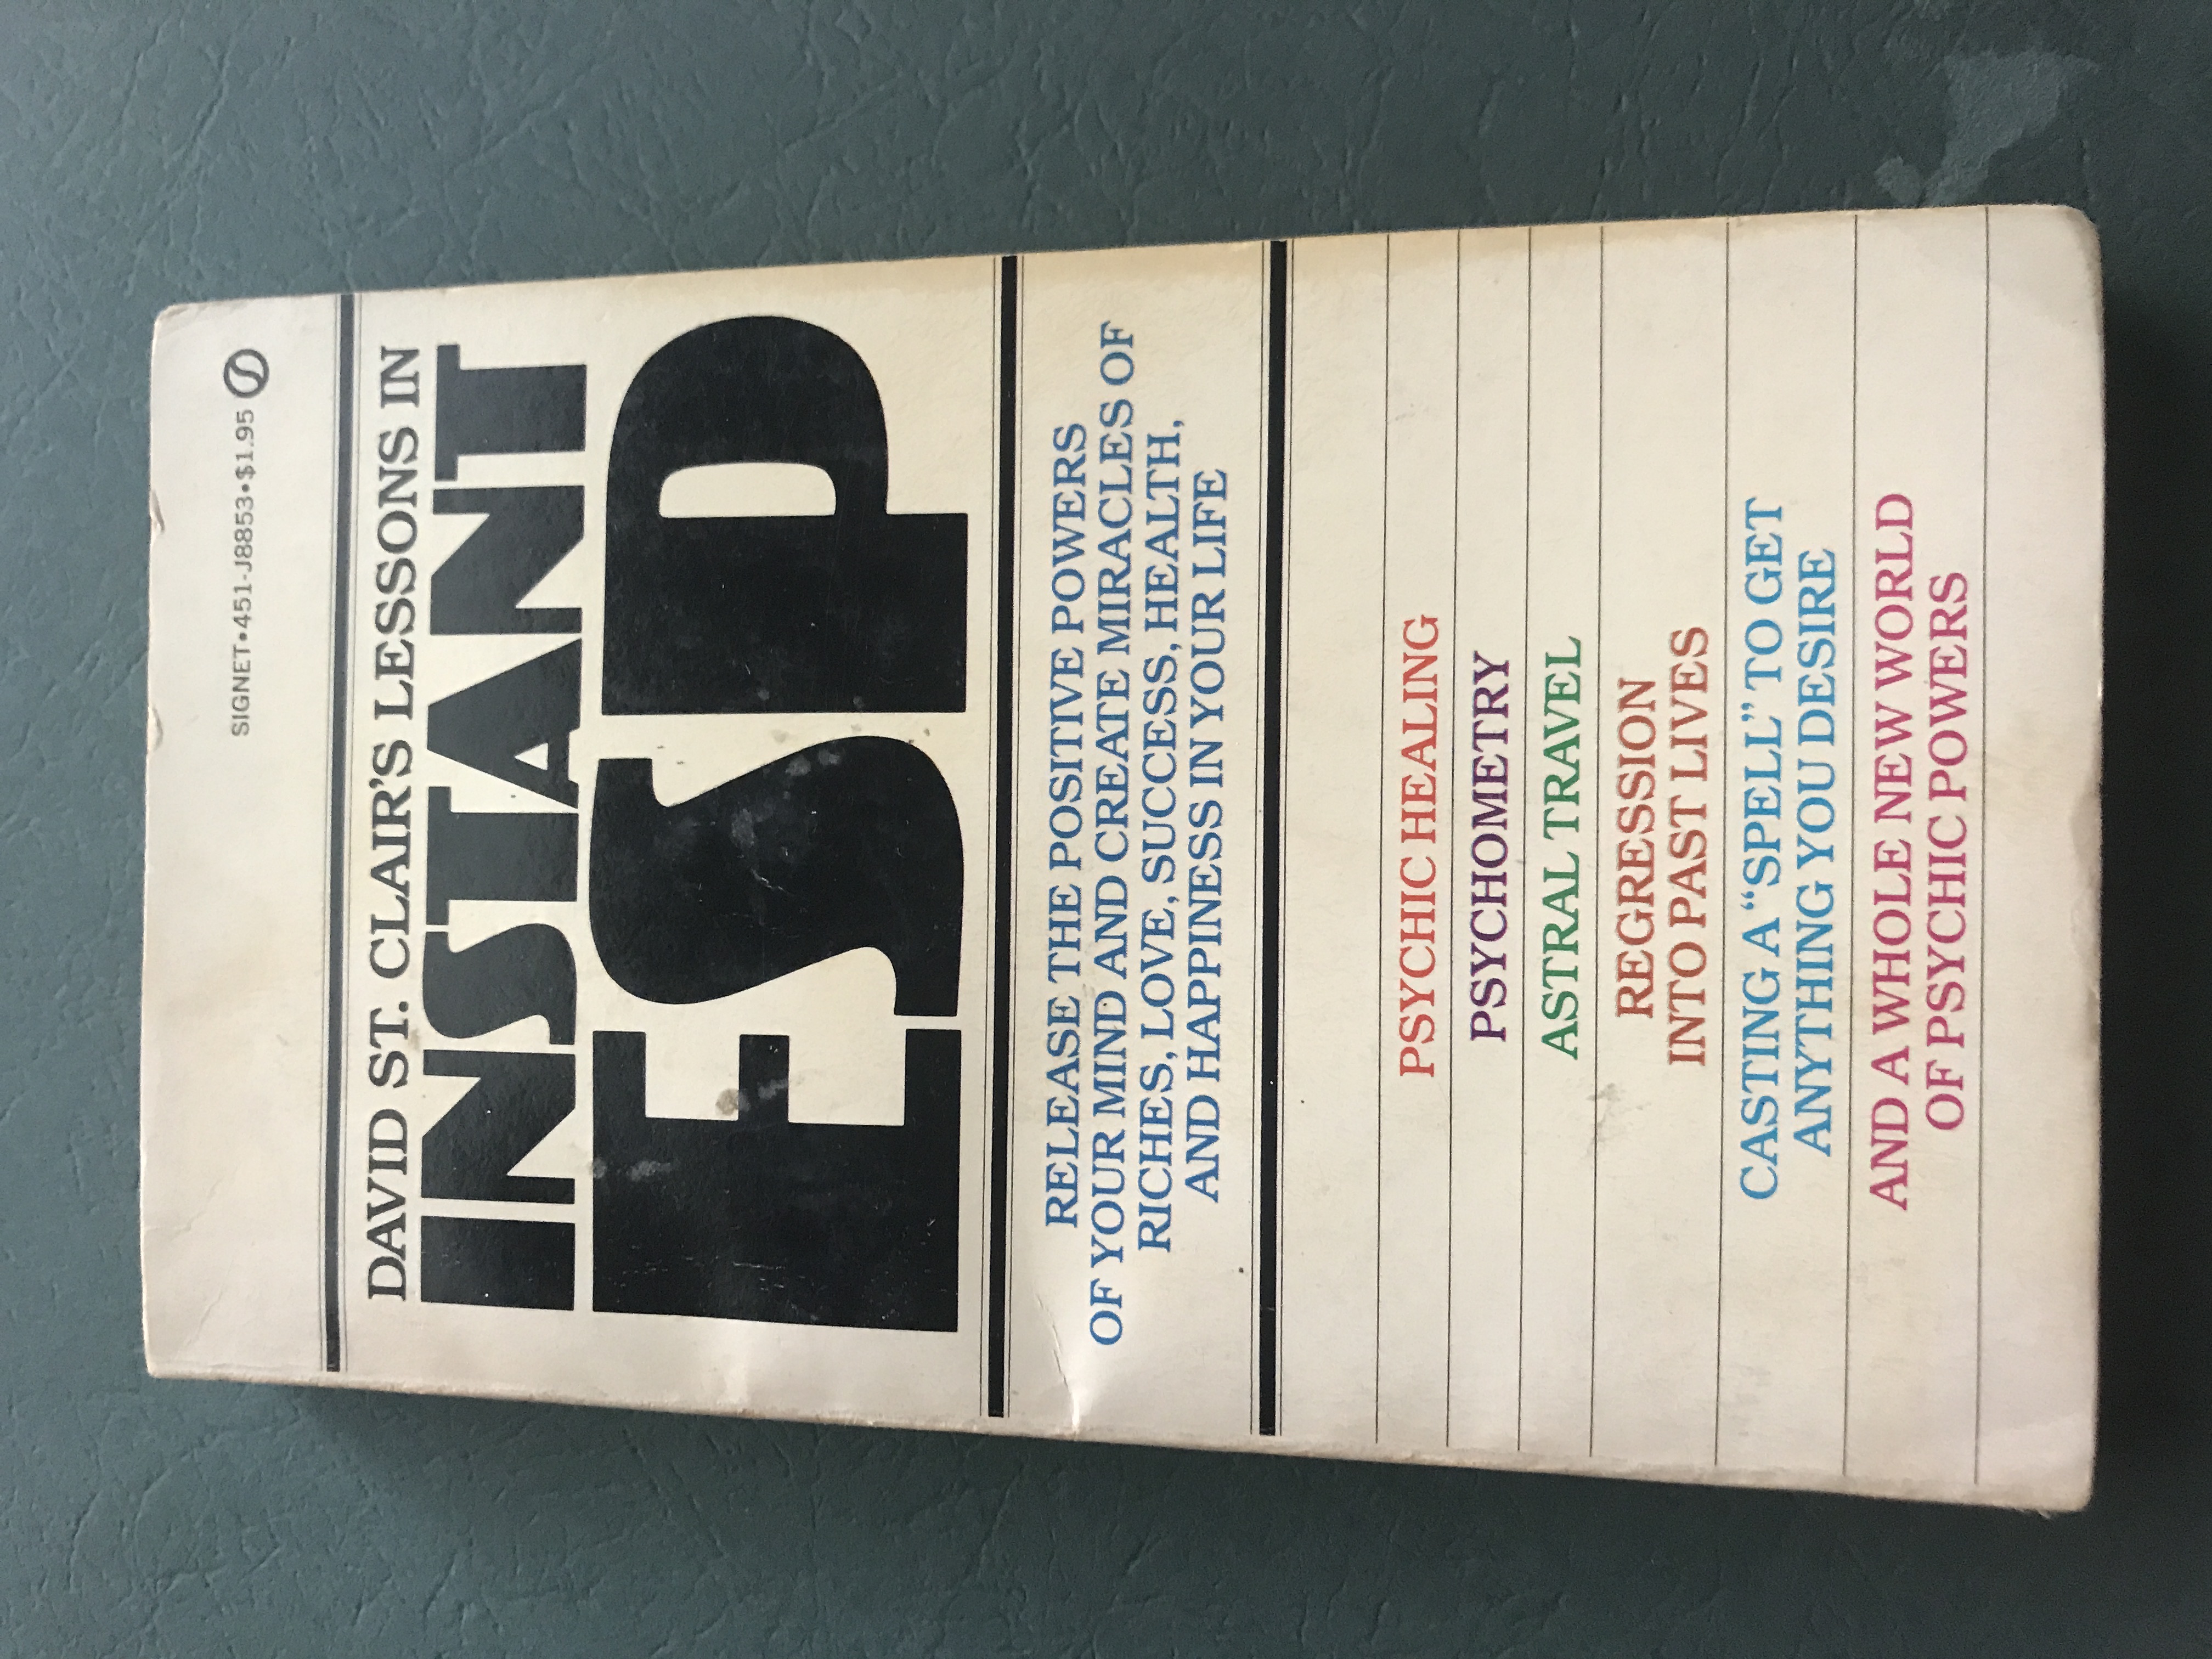 SIGNET•451-J8853•$1.95
DAVID ST. CLAIR'S LESSONS IN
INSTANT
ESP
RELEASE THE POSITIVE POWERS
OF YOUR MIND AND CREATE MIRACLES OF
RICHES, LOVE, SUCCESS, HEALTH,
AND HAPPINESS IN YOUR LIFE
PSYCHIC HEALING
PSYCHOMETRY
ASTRAL TRAVEL
REGRESSION
INTO PAST LIVES
CASTING A “SPELL” TO GET
ANYTHING YOU DESIRE
AND A WHOLE NEW WORLD
OF PSYCHIC POWERS